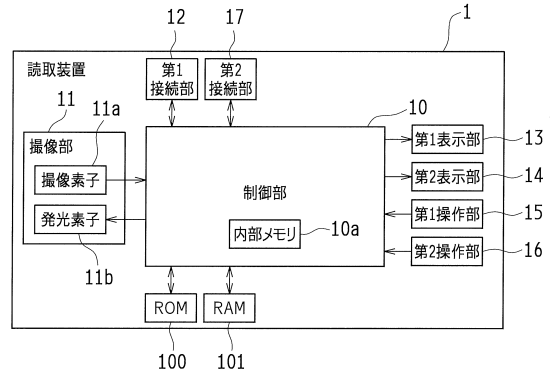 12
17
1
読取装置
第1
接続部
第2
接続部
11
11a
10
撮像部
撮像素子
発光素子
11b
制御部
内部メモリ
10a
第1表示部
13
第2表示部
14
第1操作部
15
第2操作部
16
ROM
RAM
100
101